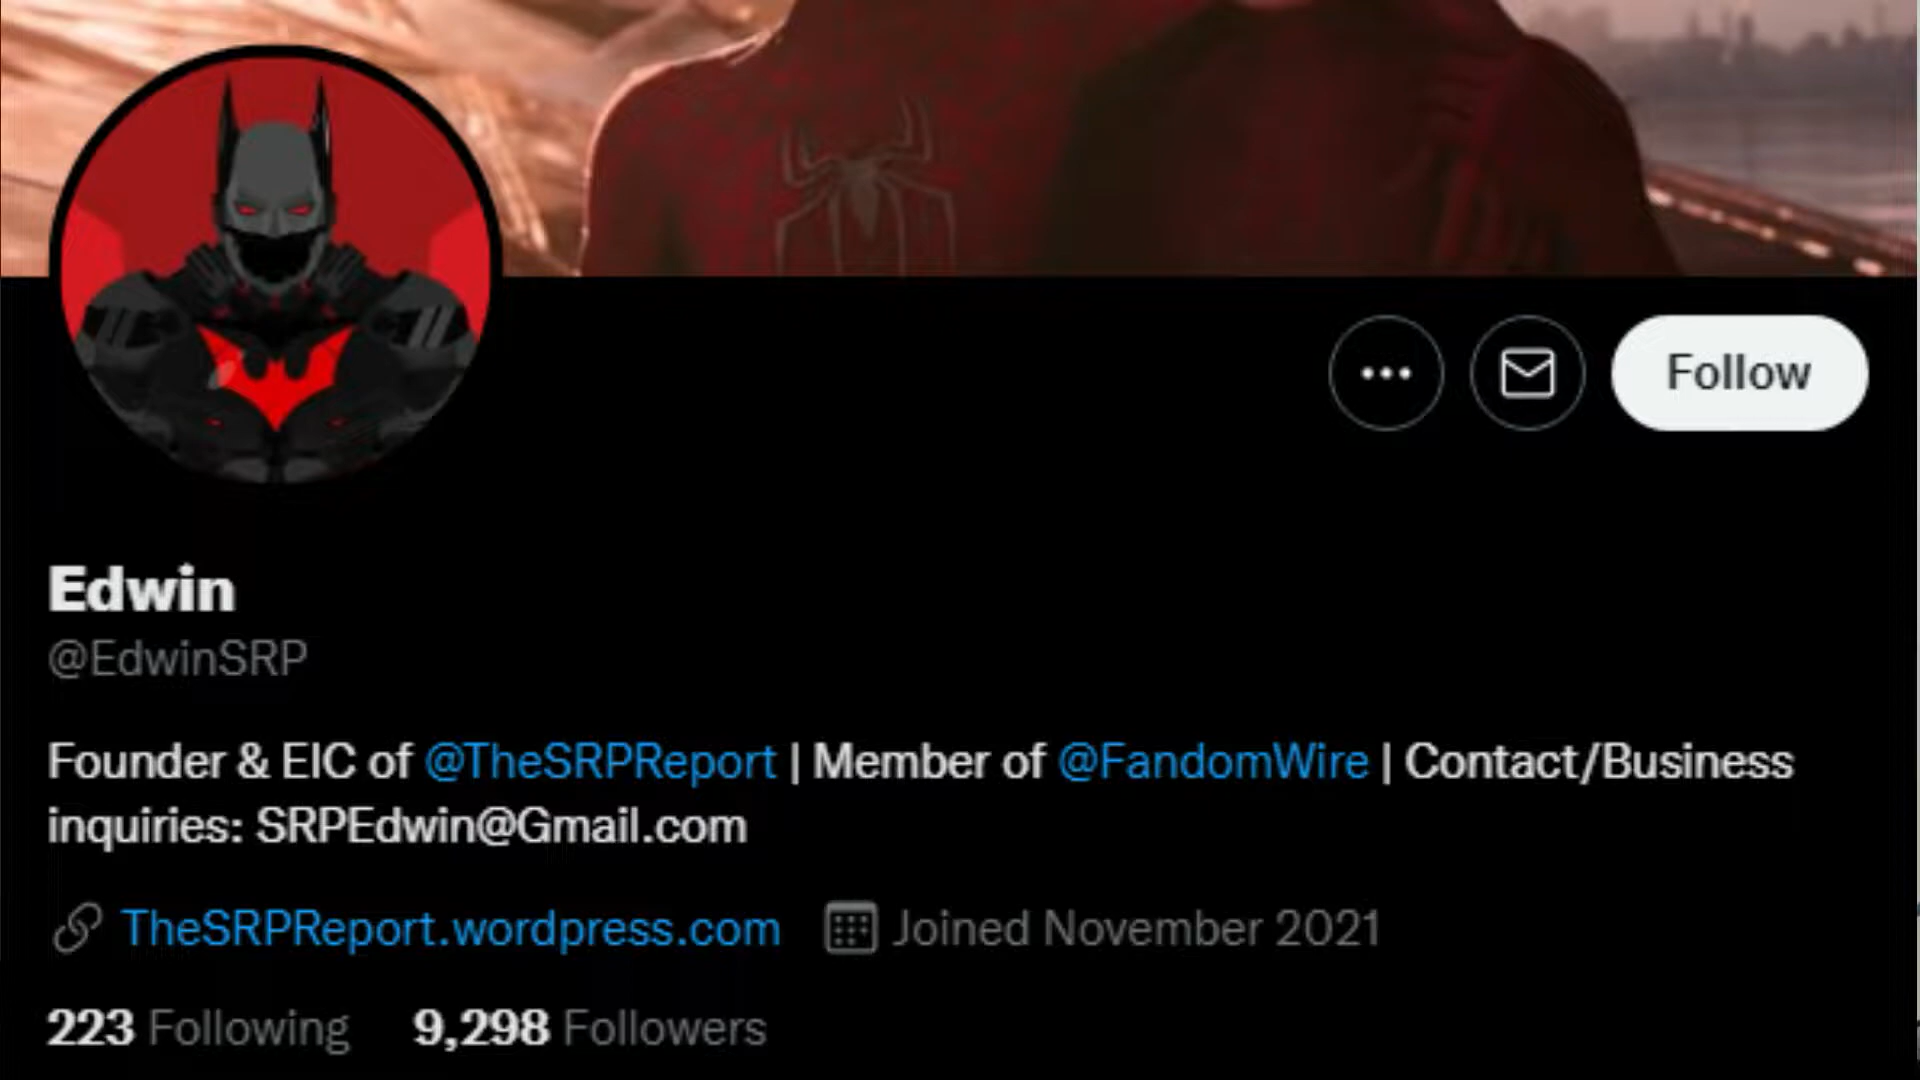 Follow
Edwin
@EdwinSRP
Founder & EIC of @TheSRPReport | Member of @FandomWire | Contact/Business
inquiries: SRPEdwin@Gmail.com
TheSRPReport.wordpress.com Joined November 2021
223 Following 9,298 Followers